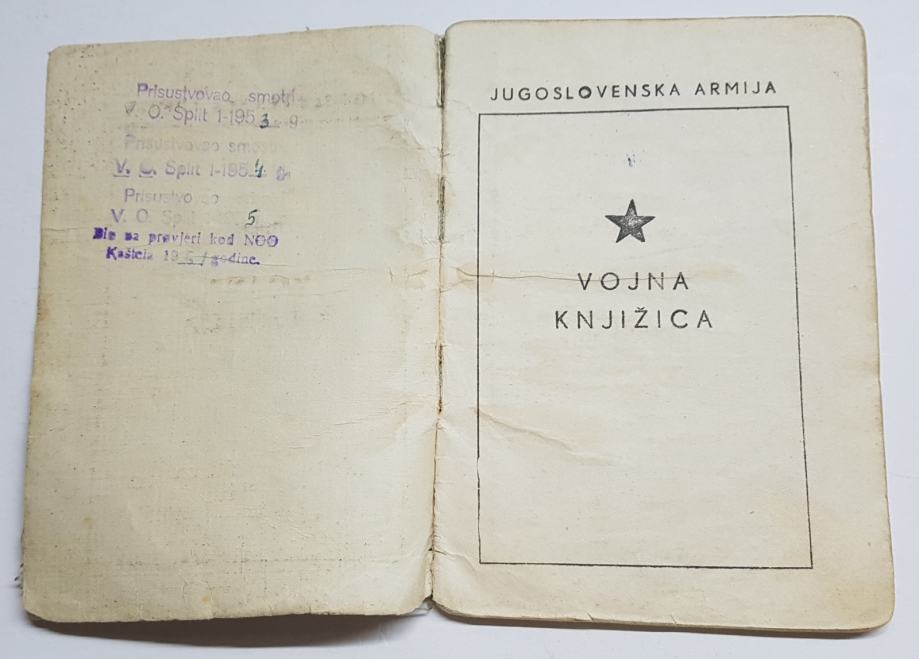 Prisustvovao smotri
V. O. Split 1-1953 g
Prisustvovao smotri
V. O. Split 1-1954 g.
Prisustvovao
V. O. Split 5
Bio na provjeri kod NOO
Kaštela 19 godine.
JUGOSLOVENSKA ARMIJA
VOJNA
KNJIŽICA